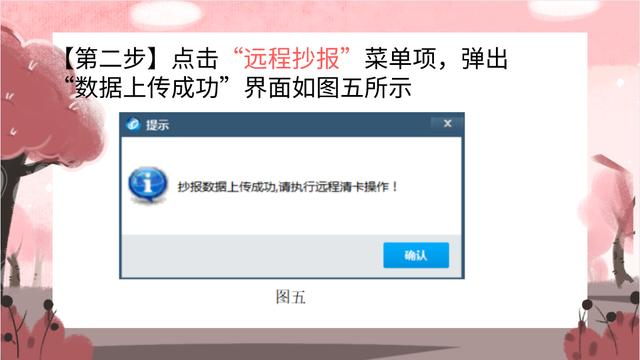 【第二步】点击“远程抄报”菜单项，弹出
“数据上传成功”界面如图五所示
提示
抄报数据上传成功,请执行远程清卡操作！
确认
图五